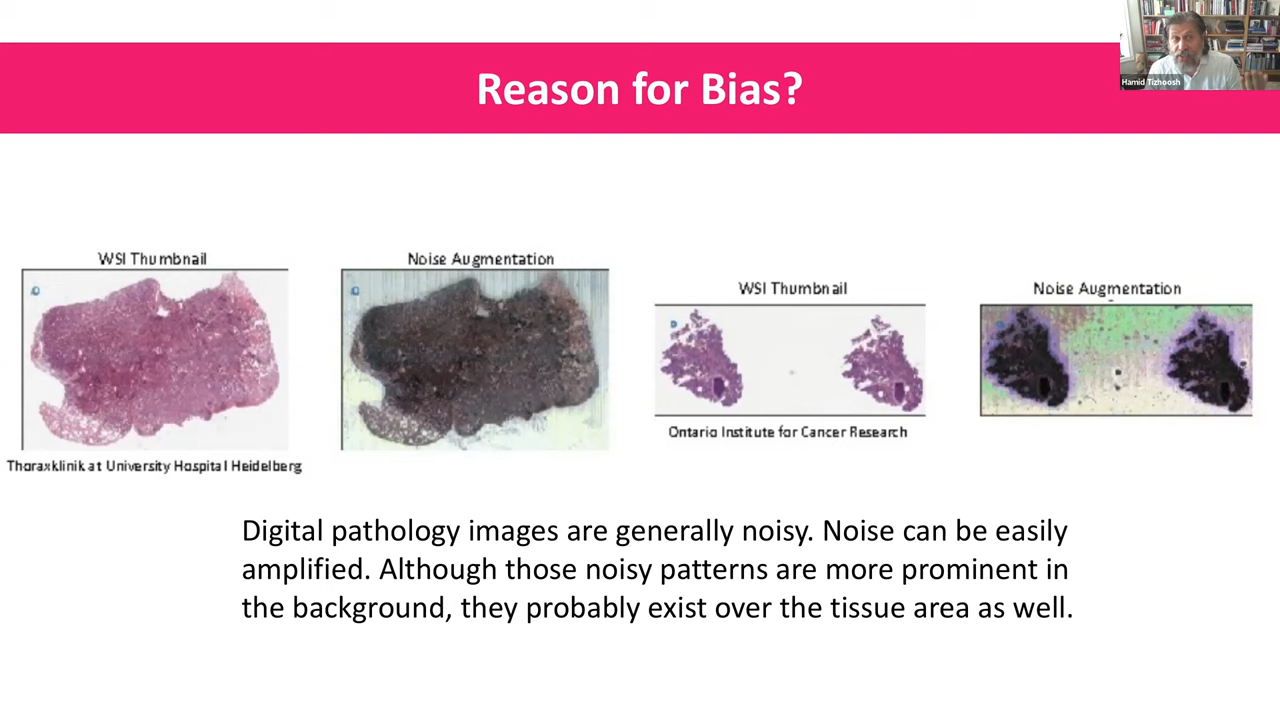 Reason for Bias?
Hamid Tizhoosh
WSI Thumbnail
Noise Augmentation
WSI Thumbnail
Noise Augmentation
Thoraxklinik at University Hospital Heidelberg
Ontario Institute for Cancer Research
Digital pathology images are generally noisy. Noise can be easily
amplified. Although those noisy patterns are more prominent in
the background, they probably exist over the tissue area as well.